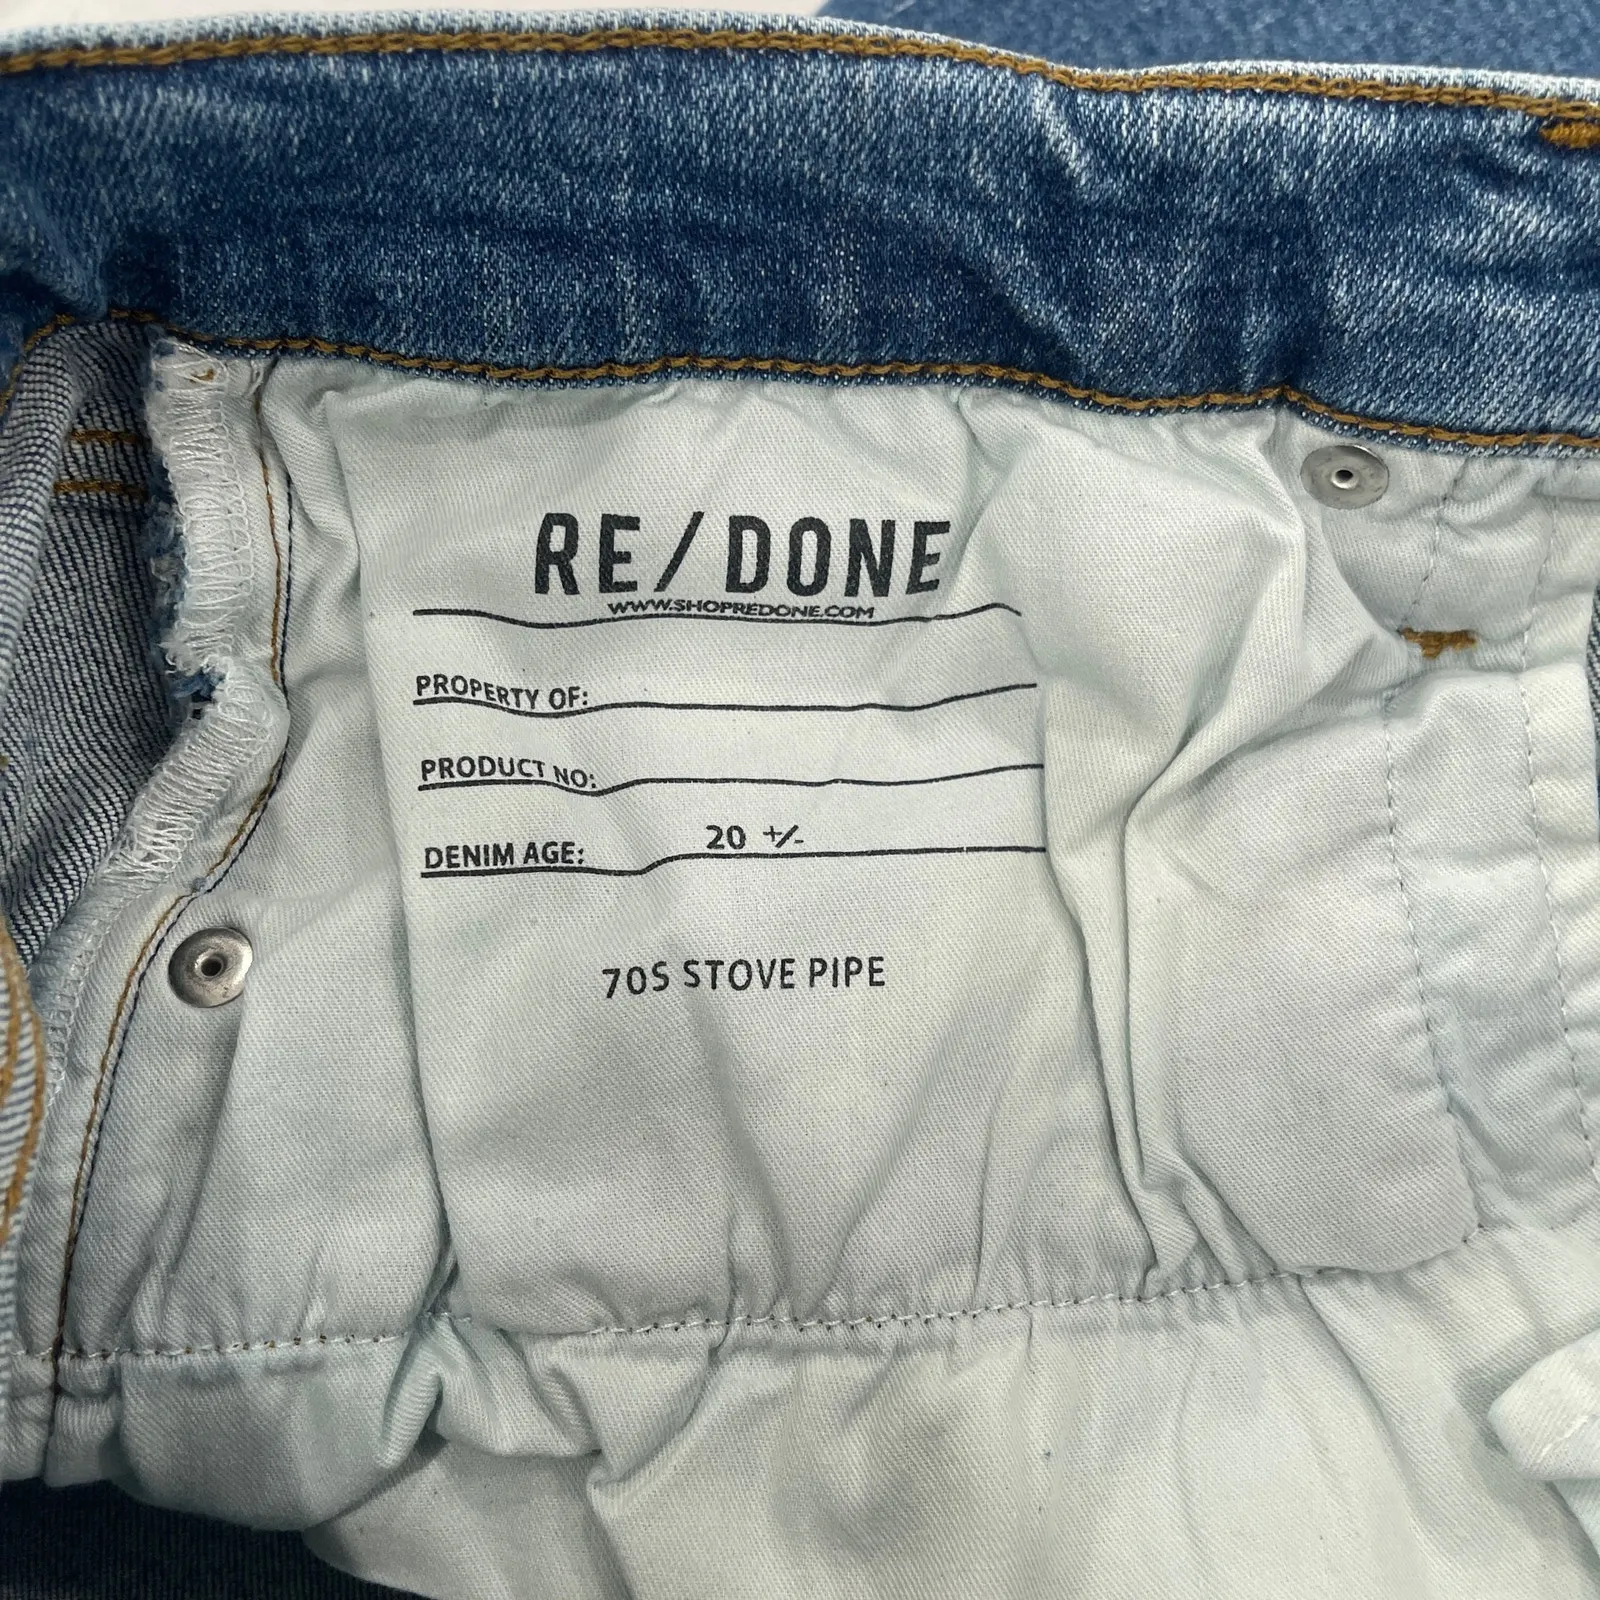 RE/DONE
WWW.SHOPREDONE.COM
PROPERTY OF:
PRODUCT NO:
DENIM AGE: 20 +/-
70S STOVE PIPE